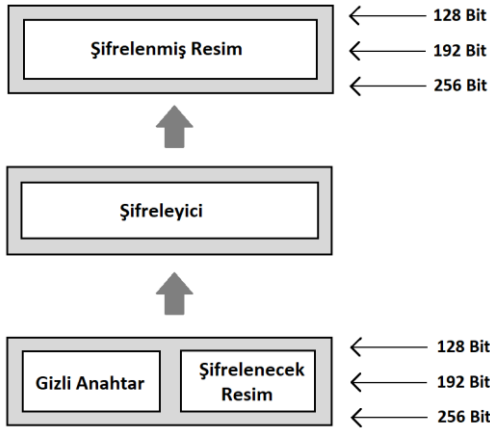 128 Bit
Şifrelenmiş Resim
192 Bit
256 Bit
Şifreleyici
128 Bit
Gizli Anahtar
Şifrelenecek
Resim
192 Bit
256 Bit